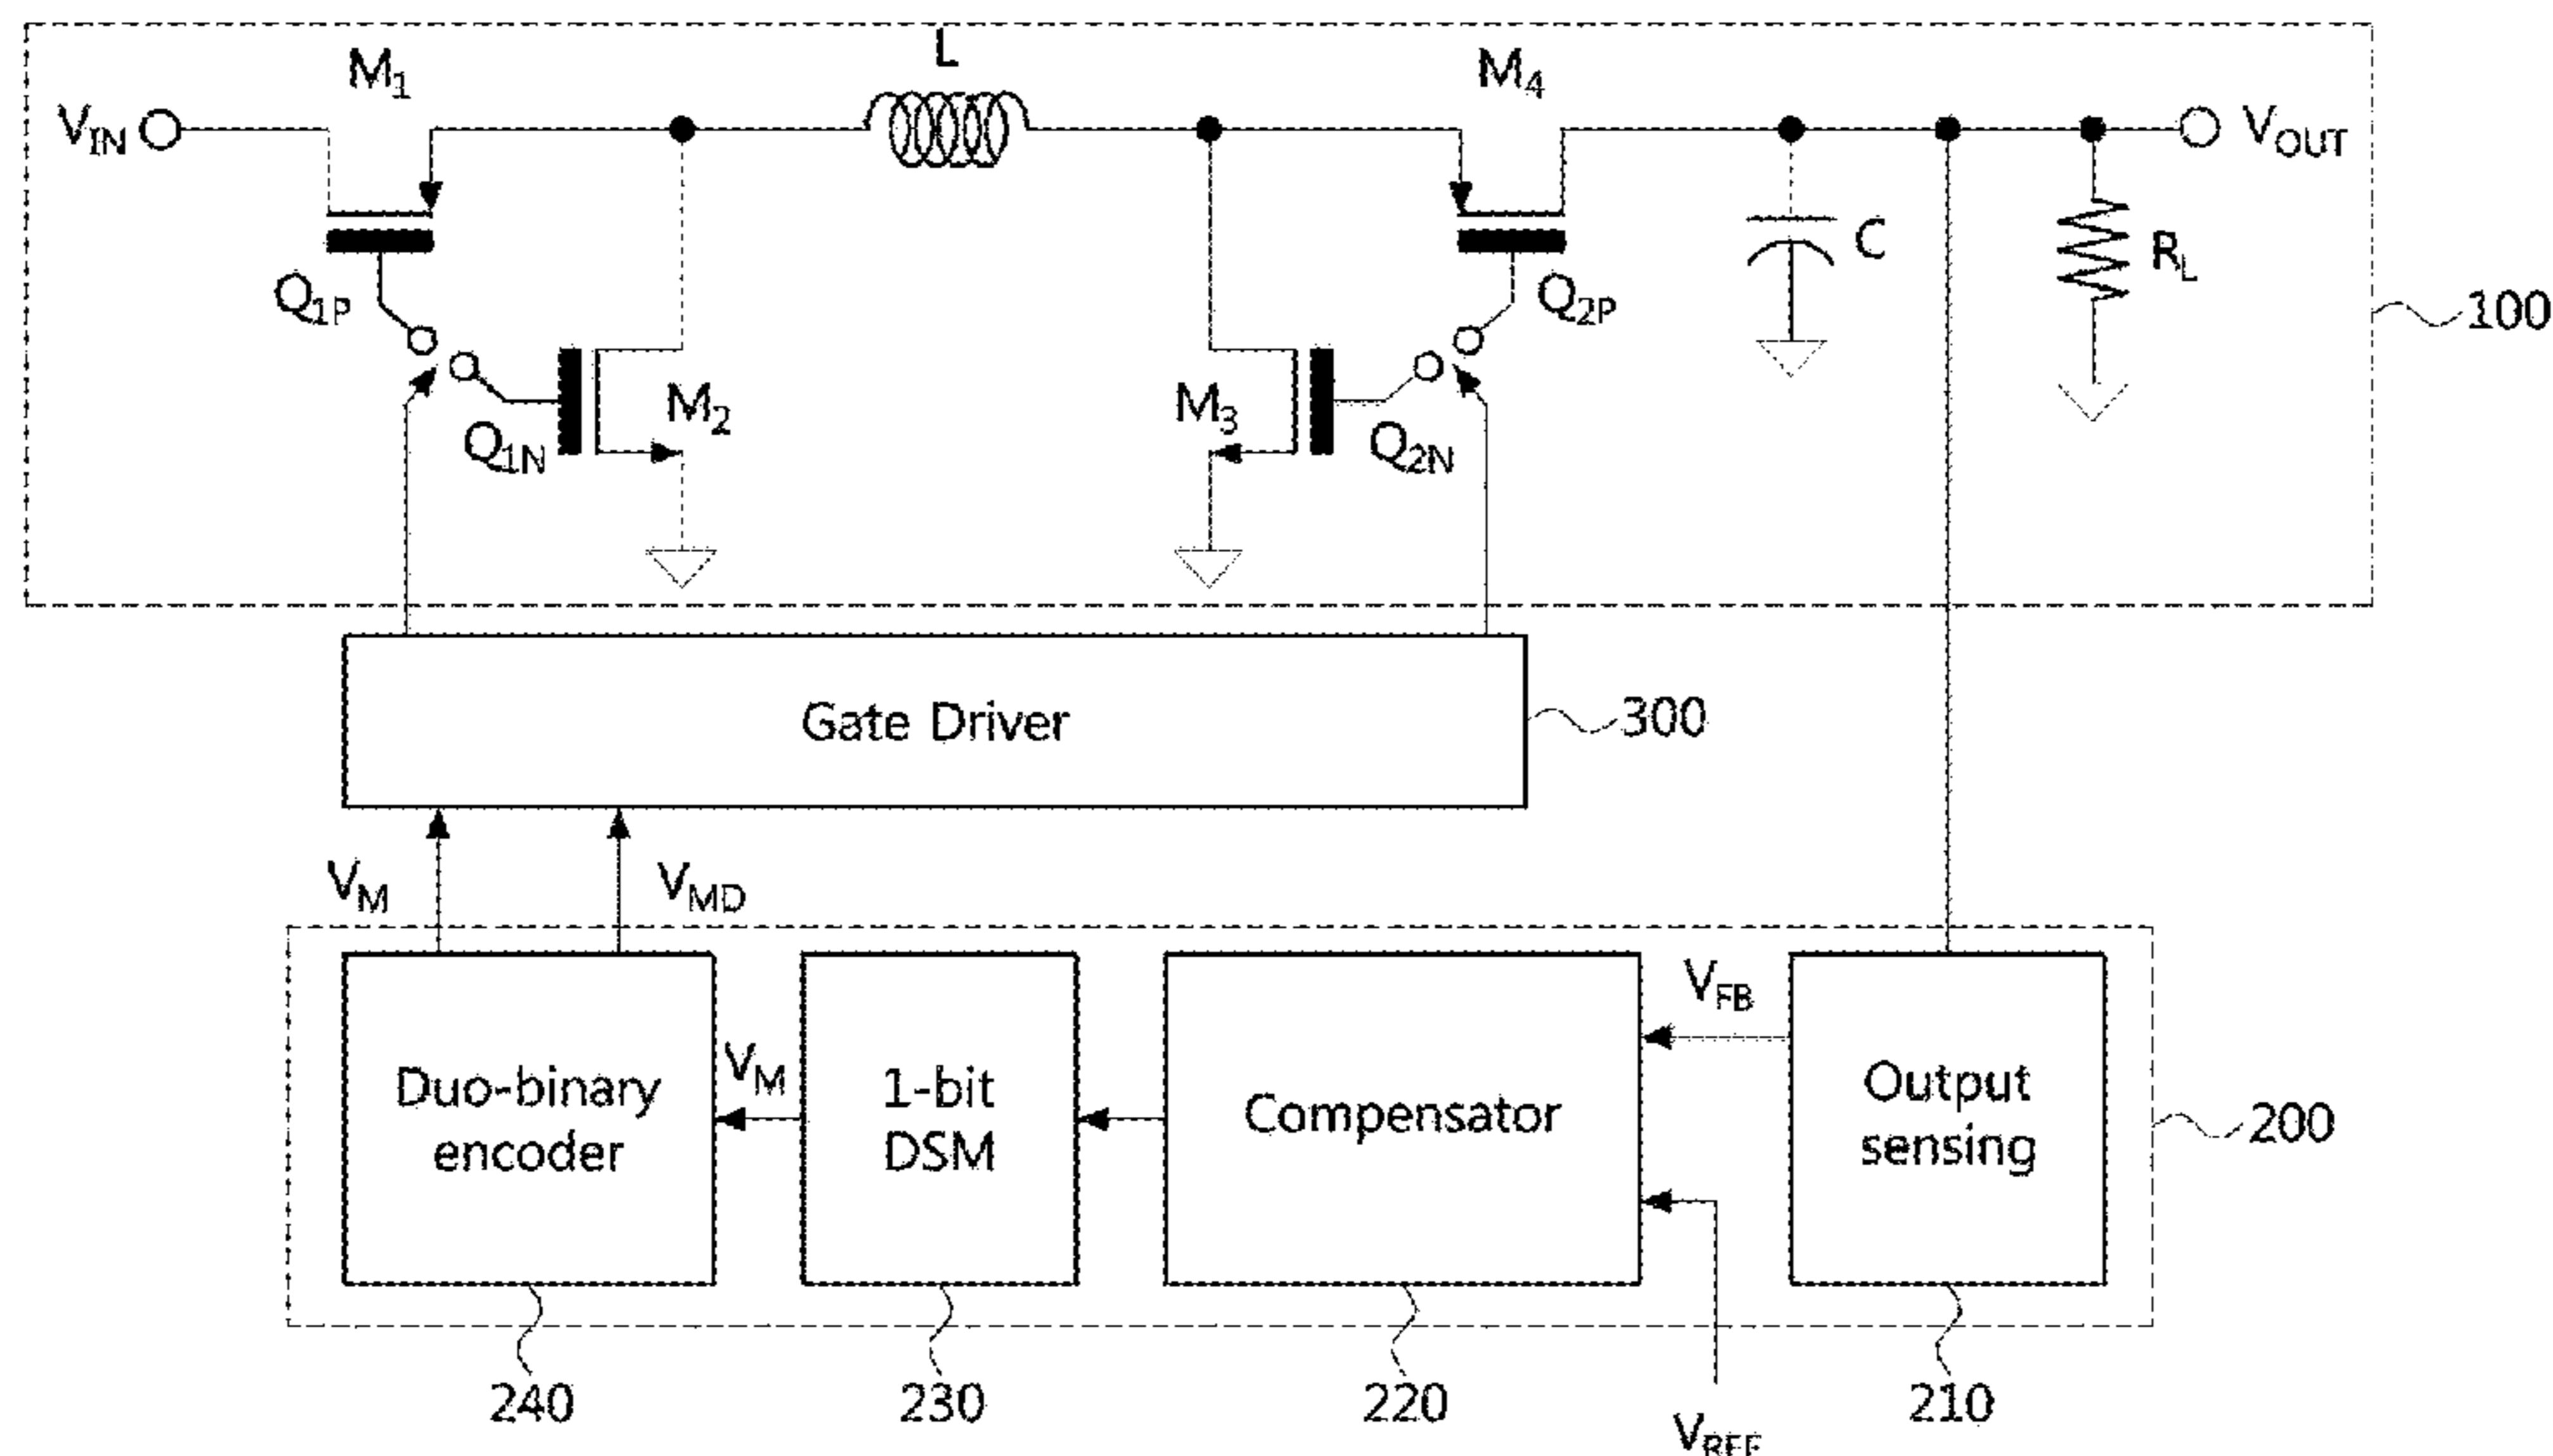 L
M1
M4
VIN
VOUT
C
RL
Q1P
Q2P
100
M2
M3
Q1N
Q2N
Gate Driver
300
VM
VMD
VFB
Duo-binary
encoder
VM
1-bit
DSM
Compensator
Output
sensing
200
240
230
220
210
VREF